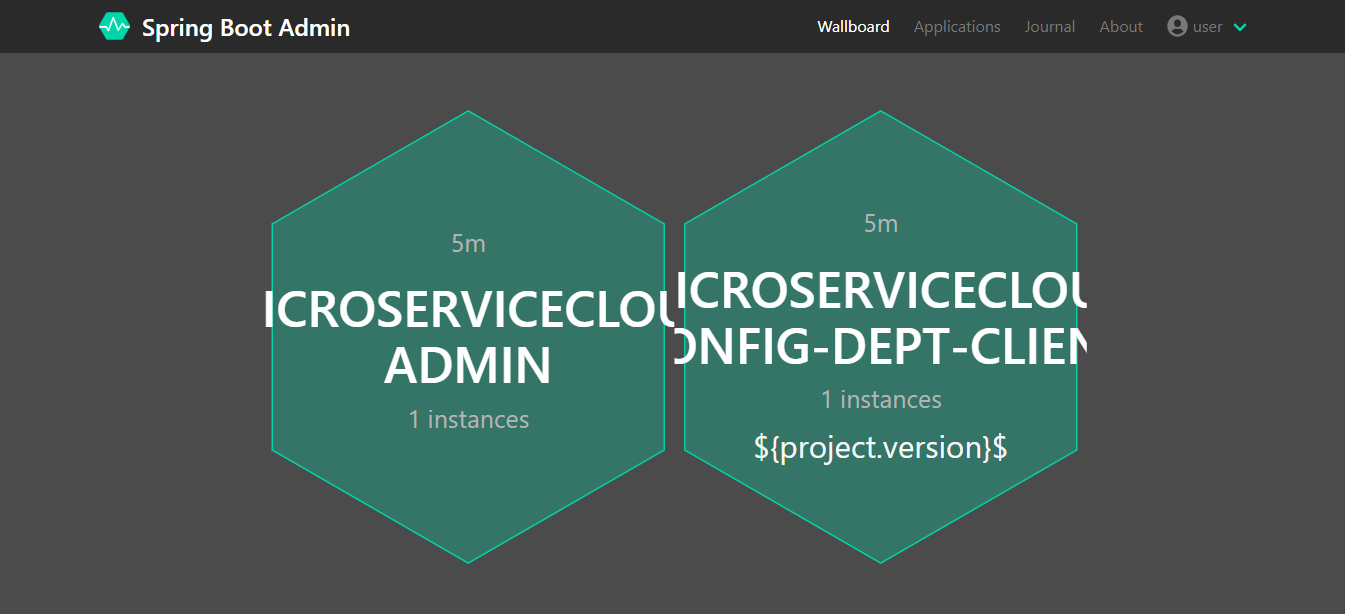 Spring Boot Admin
Wallboard Applications Journal About user
5m
ICROSERVICECLOU
ADMIN
1 instances
5m
ICROSERVICECLOU
ONFIG-DEPT-CLIEN
1 instances
${project.version}$